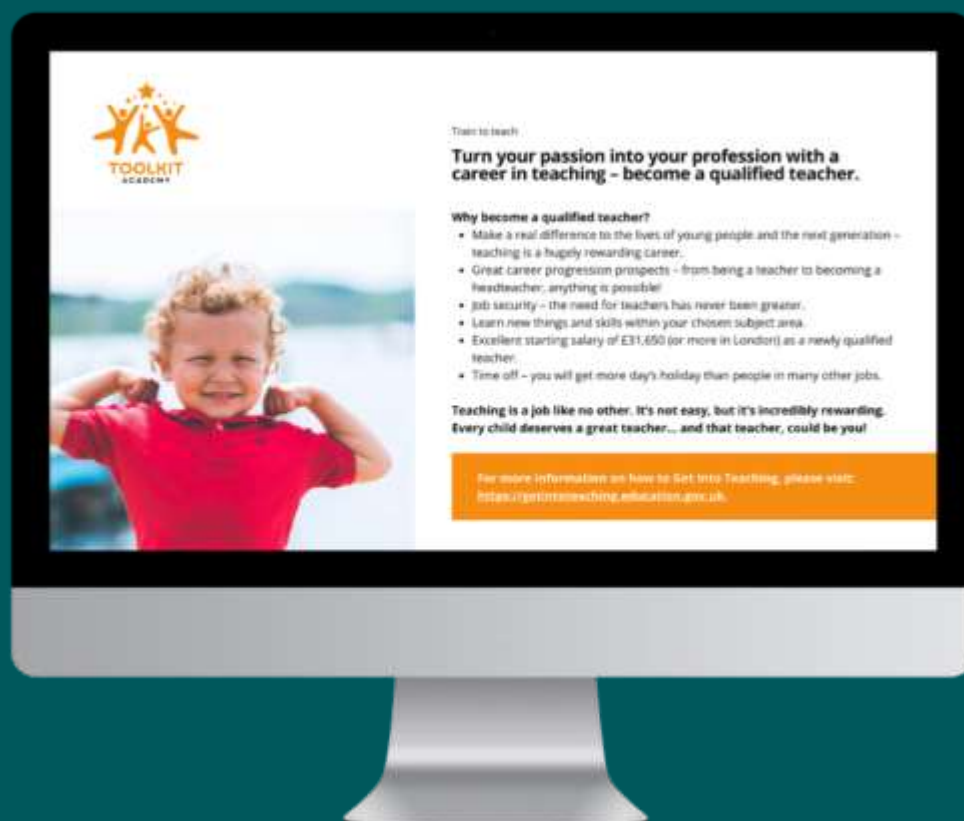 TOOLKIT
ACADEMY
Train to teach
Turn your passion into your profession with a
career in teaching – become a qualified teacher.
Why become a qualified teacher?
• Make a real difference to the lives of young people and the next generation –
teaching is a hugely rewarding career.
• Great career progression prospects – from being a teacher to becoming a
headteacher, anything is possible!
• Job security – the need for teachers has never been greater.
• Learn new things and skills within your chosen subject area.
• Excellent starting salary of £31,650 (or more in London) as a newly qualified
teacher.
• Time off – you will get more day's holiday than people in many other jobs.
Teaching is a job like no other. It's not easy, but it's incredibly rewarding.
Every child deserves a great teacher... and that teacher, could be you!
For more information on how to Get Into Teaching, please visit:
https://getintoteaching.education.gov.uk.